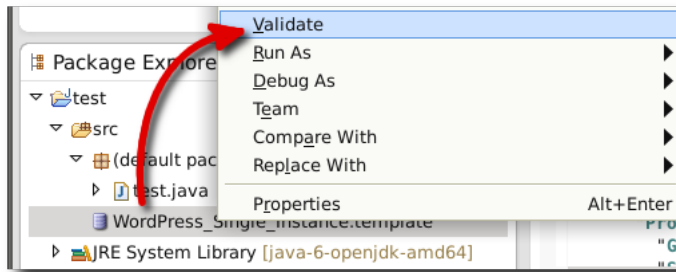 Validate
Run As
Package Explore
Debug As
test
Team
src
Compare With
(default pac
Replace With
test.java
Properties Alt+Enter
WordPress_Single_Instance.template
JRE System Library [java-6-openjdk-amd64]
"G